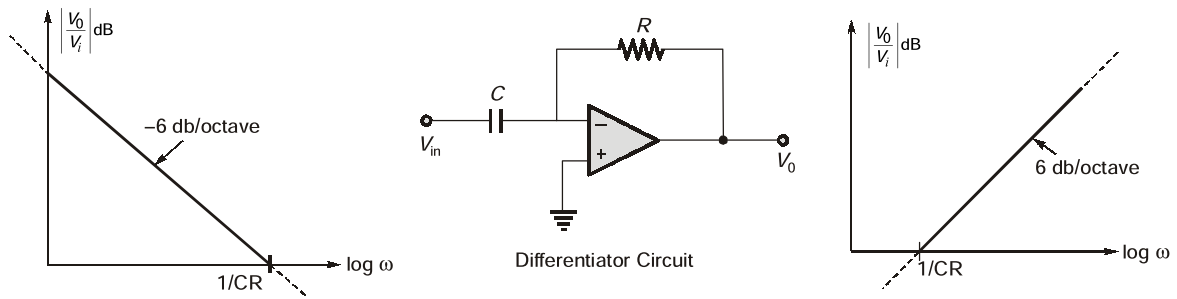 |V0/Vi| dB
–6 db/octave
1/CR
log ω
R
C
Vin
–
+
V0
Differentiator Circuit
|V0/Vi| dB
6 db/octave
1/CR
log ω